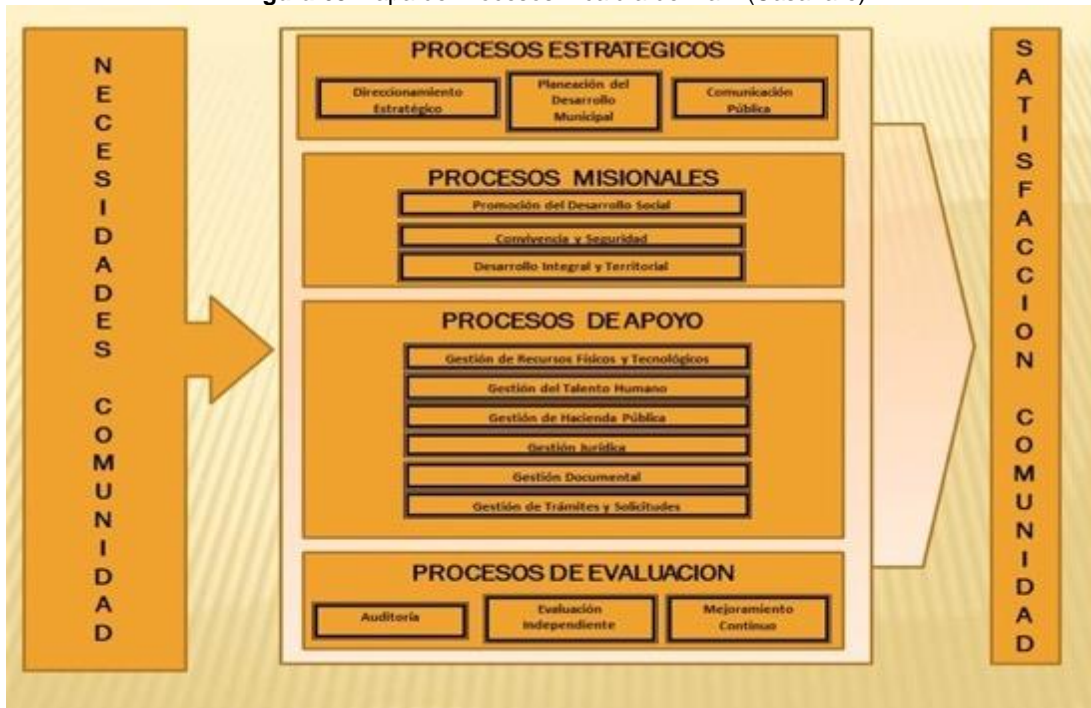 NECESIDADES COMUNIDAD
PROCESOS ESTRATEGICOS
Direccionamiento
Estratégico
Planeación del
Desarrollo
Municipal
Comunicación
Pública
PROCESOS MISIONALES
Promoción del Desarrollo Social
Convivencia y Seguridad
Desarrollo Integral y Territorial
PROCESOS DE APOYO
Gestión de Recursos Físicos y Tecnológicos
Gestión del Talento Humano
Gestión de Hacienda Pública
Gestión Jurídica
Gestión Documental
Gestión de Trámites y Solicitudes
PROCESOS DE EVALUACION
Auditoría
Evaluación
Independiente
Mejoramiento
Continuo
SATISFACCION COMUNIDAD